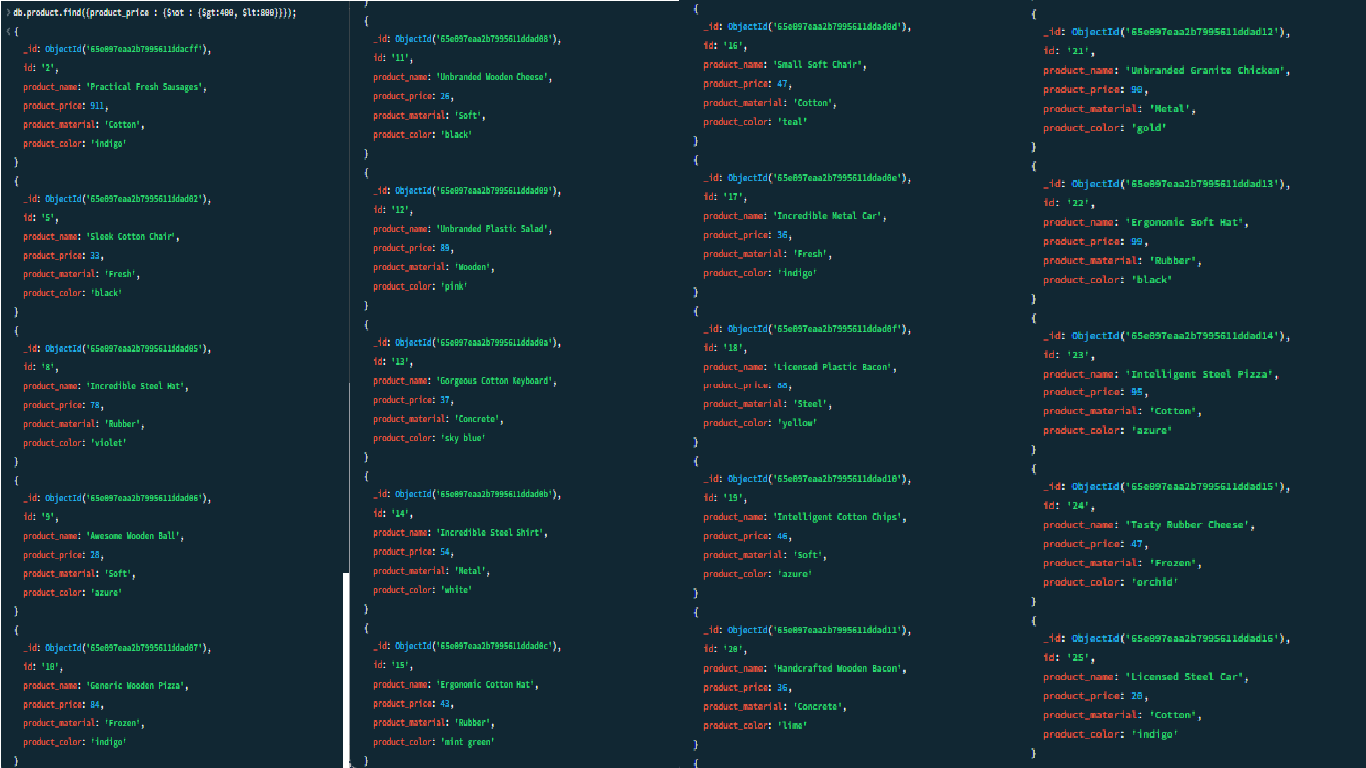 db.product.find({product_price : {$not : {$gt:400, $lt:800}}});
{
_id: ObjectId('65e097eaa2b7995611ddacff'),
id: '2',
product_name: 'Practical Fresh Sausages',
product_price: 911,
product_material: 'Cotton',
product_color: 'indigo'
}
{
_id: ObjectId('65e097eaa2b7995611ddad02'),
id: '5',
product_name: 'Sleek Cotton Chair',
product_price: 33,
product_material: 'Fresh',
product_color: 'black'
}
{
_id: ObjectId('65e097eaa2b7995611ddad05'),
id: '8',
product_name: 'Incredible Steel Hat',
product_price: 78,
product_material: 'Rubber',
product_color: 'violet'
}
{
_id: ObjectId('65e097eaa2b7995611ddad06'),
id: '9',
product_name: 'Awesome Wooden Ball',
product_price: 28,
product_material: 'Soft',
product_color: 'azure'
}
{
_id: ObjectId('65e097eaa2b7995611ddad07'),
id: '10',
product_name: 'Generic Wooden Pizza',
product_price: 84,
product_material: 'Frozen',
product_color: 'indigo'
}
}
{
_id: ObjectId('65e097eaa2b7995611ddad08'),
id: '11',
product_name: 'Unbranded Wooden Cheese',
product_price: 26,
product_material: 'Soft',
product_color: 'black'
}
{
_id: ObjectId('65e097eaa2b7995611ddad09'),
id: '12',
product_name: 'Unbranded Plastic Salad',
product_price: 89,
product_material: 'Wooden',
product_color: 'pink'
}
{
_id: ObjectId('65e097eaa2b7995611ddad0a'),
id: '13',
product_name: 'Gorgeous Cotton Keyboard',
product_price: 37,
product_material: 'Concrete',
product_color: 'sky blue'
}
{
_id: ObjectId('65e097eaa2b7995611ddad0b'),
id: '14',
product_name: 'Incredible Steel Shirt',
product_price: 54,
product_material: 'Metal',
product_color: 'white'
}
{
_id: ObjectId('65e097eaa2b7995611ddad0c'),
id: '15',
product_name: 'Ergonomic Cotton Hat',
product_price: 43,
product_material: 'Rubber',
product_color: 'mint green'
}
{
_id: ObjectId('65e097eaa2b7995611ddad0d'),
id: '16',
product_name: 'Small Soft Chair',
product_price: 47,
product_material: 'Cotton',
product_color: 'teal'
}
{
_id: ObjectId('65e097eaa2b7995611ddad0e'),
id: '17',
product_name: 'Incredible Metal Car',
product_price: 36,
product_material: 'Fresh',
product_color: 'indigo'
}
{
_id: ObjectId('65e097eaa2b7995611ddad0f'),
id: '18',
product_name: 'Licensed Plastic Bacon',
product_price:
product_material: 'Steel',
product_color: 'yellow'
}
{
_id: ObjectId('65e097eaa2b7995611ddad10'),
id: '19',
product_name: 'Intelligent Cotton Chips',
product_price: 46,
product_material: 'Soft',
product_color: 'azure'
}
{
_id: ObjectId('65e097eaa2b7995611ddad11'),
id: '20',
product_name: 'Handcrafted Wooden Bacon',
product_price: 36,
product_material: 'Concrete',
product_color: 'lime'
}
{
{
_id: ObjectId('65e097eaa2b7995611ddad12'),
id: '21',
product_name: 'Unbranded Granite Chicken',
product_price:
product_material: 'Metal',
product_color: 'gold'
}
{
_id: ObjectId('65e097eaa2b7995611ddad13'),
id: '22',
product_name: 'Ergonomic Soft Hat',
product_price: 99,
product_material: 'Rubber',
product_color: 'black'
}
{
_id: ObjectId('65e097eaa2b7995611ddad14'),
id: '23',
product_name: 'Intelligent Steel Pizza',
product_price: 95,
product_material: 'Cotton',
product_color: 'azure'
}
{
_id: ObjectId('65e097eaa2b7995611ddad15'),
id: '24',
product_name: 'Tasty Rubber Cheese',
product_price: 47,
product_material: 'Frozen',
product_color: 'orchid'
}
{
_id: ObjectId('65e097eaa2b7995611ddad16'),
id: '25',
product_name: 'Licensed Steel Car',
product_price: 20,
product_material: 'Cotton',
product_color: 'indigo'
}